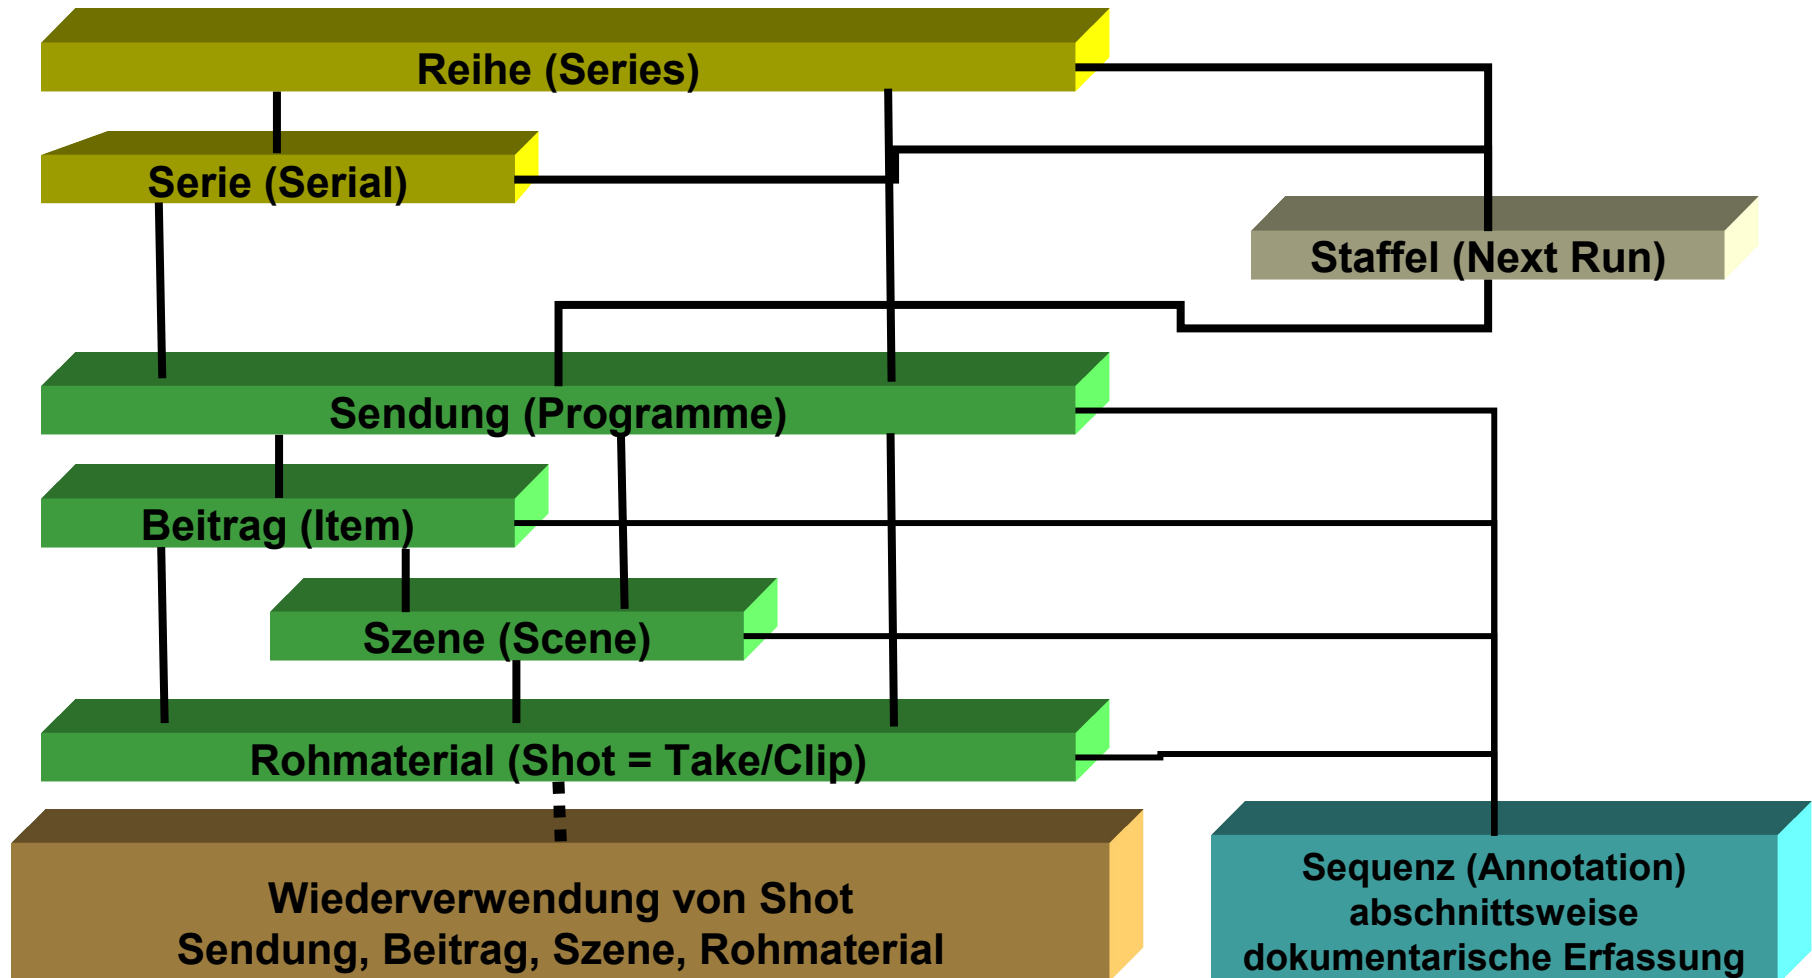 Reihe (Series)
Serie (Serial)
Staffel (Next Run)
Sendung (Programme)
Beitrag (Item)
Szene (Scene)
Rohmaterial (Shot = Take/Clip)
Wiederverwendung von Shot
Sendung, Beitrag, Szene, Rohmaterial
Sequenz (Annotation)
abschnittsweise
dokumentarische Erfassung